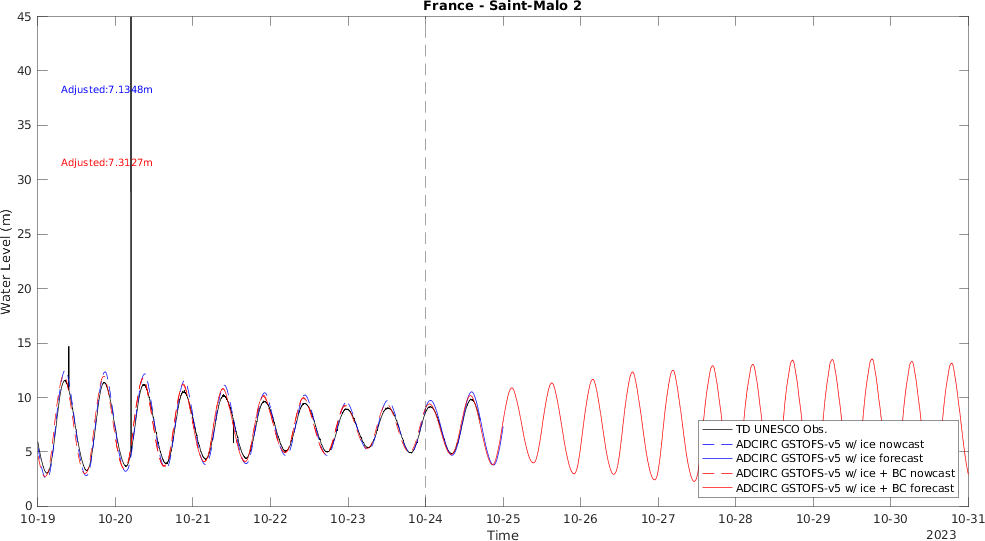 France - Saint-Malo 2
45
40
35
30
25
20
15
10
5
0
Water Level (m)
Adjusted:7.1348m
Adjusted:7.3127m
TD UNESCO Obs.
ADCIRC GSTOFS-v5 w/ ice nowcast
ADCIRC GSTOFS-v5 w/ ice forecast
ADCIRC GSTOFS-v5 w/ ice + BC nowcast
ADCIRC GSTOFS-v5 w/ ice + BC forecast
10-19 10-20 10-21 10-22 10-23 10-24 10-25 10-26 10-27 10-28 10-29 10-30 10-31
Time
2023